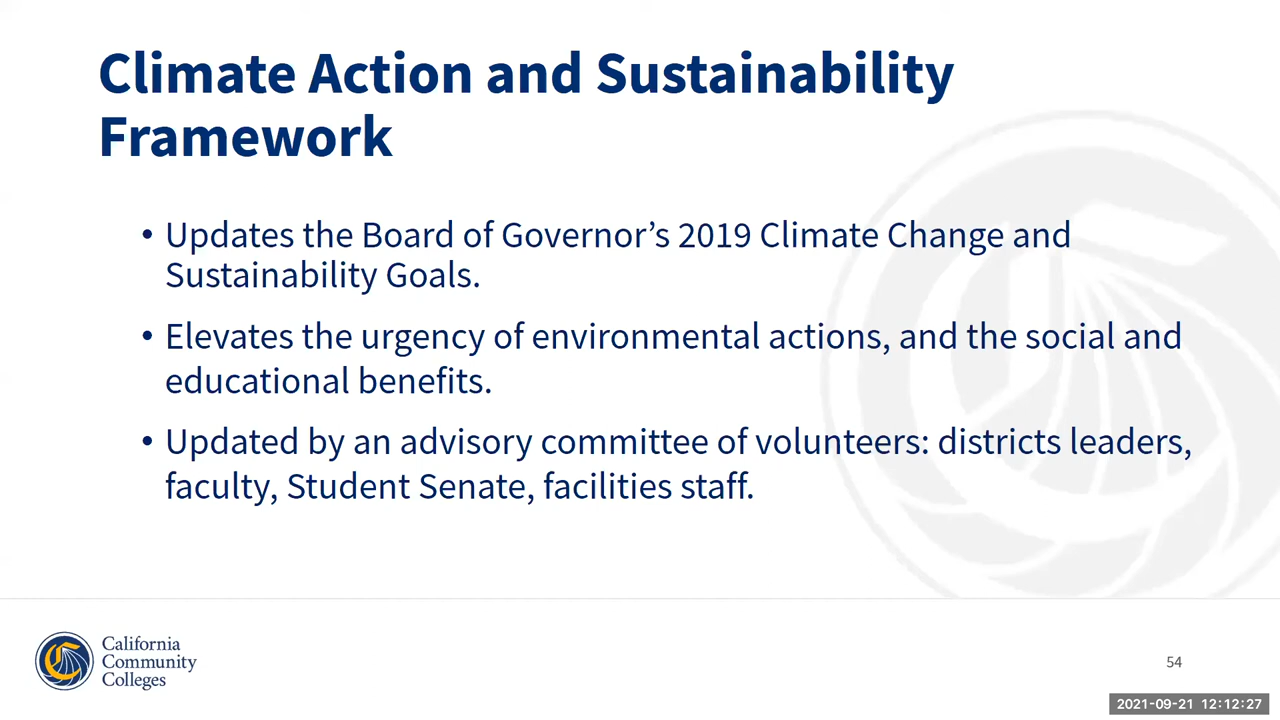 Climate Action and Sustainability
Framework
• Updates the Board of Governor’s 2019 Climate Change and
Sustainability Goals.
• Elevates the urgency of environmental actions, and the social and
educational benefits.
• Updated by an advisory committee of volunteers: districts leaders,
faculty, Student Senate, facilities staff.
California
Community
Colleges
54
2021-09-21 12:12:27